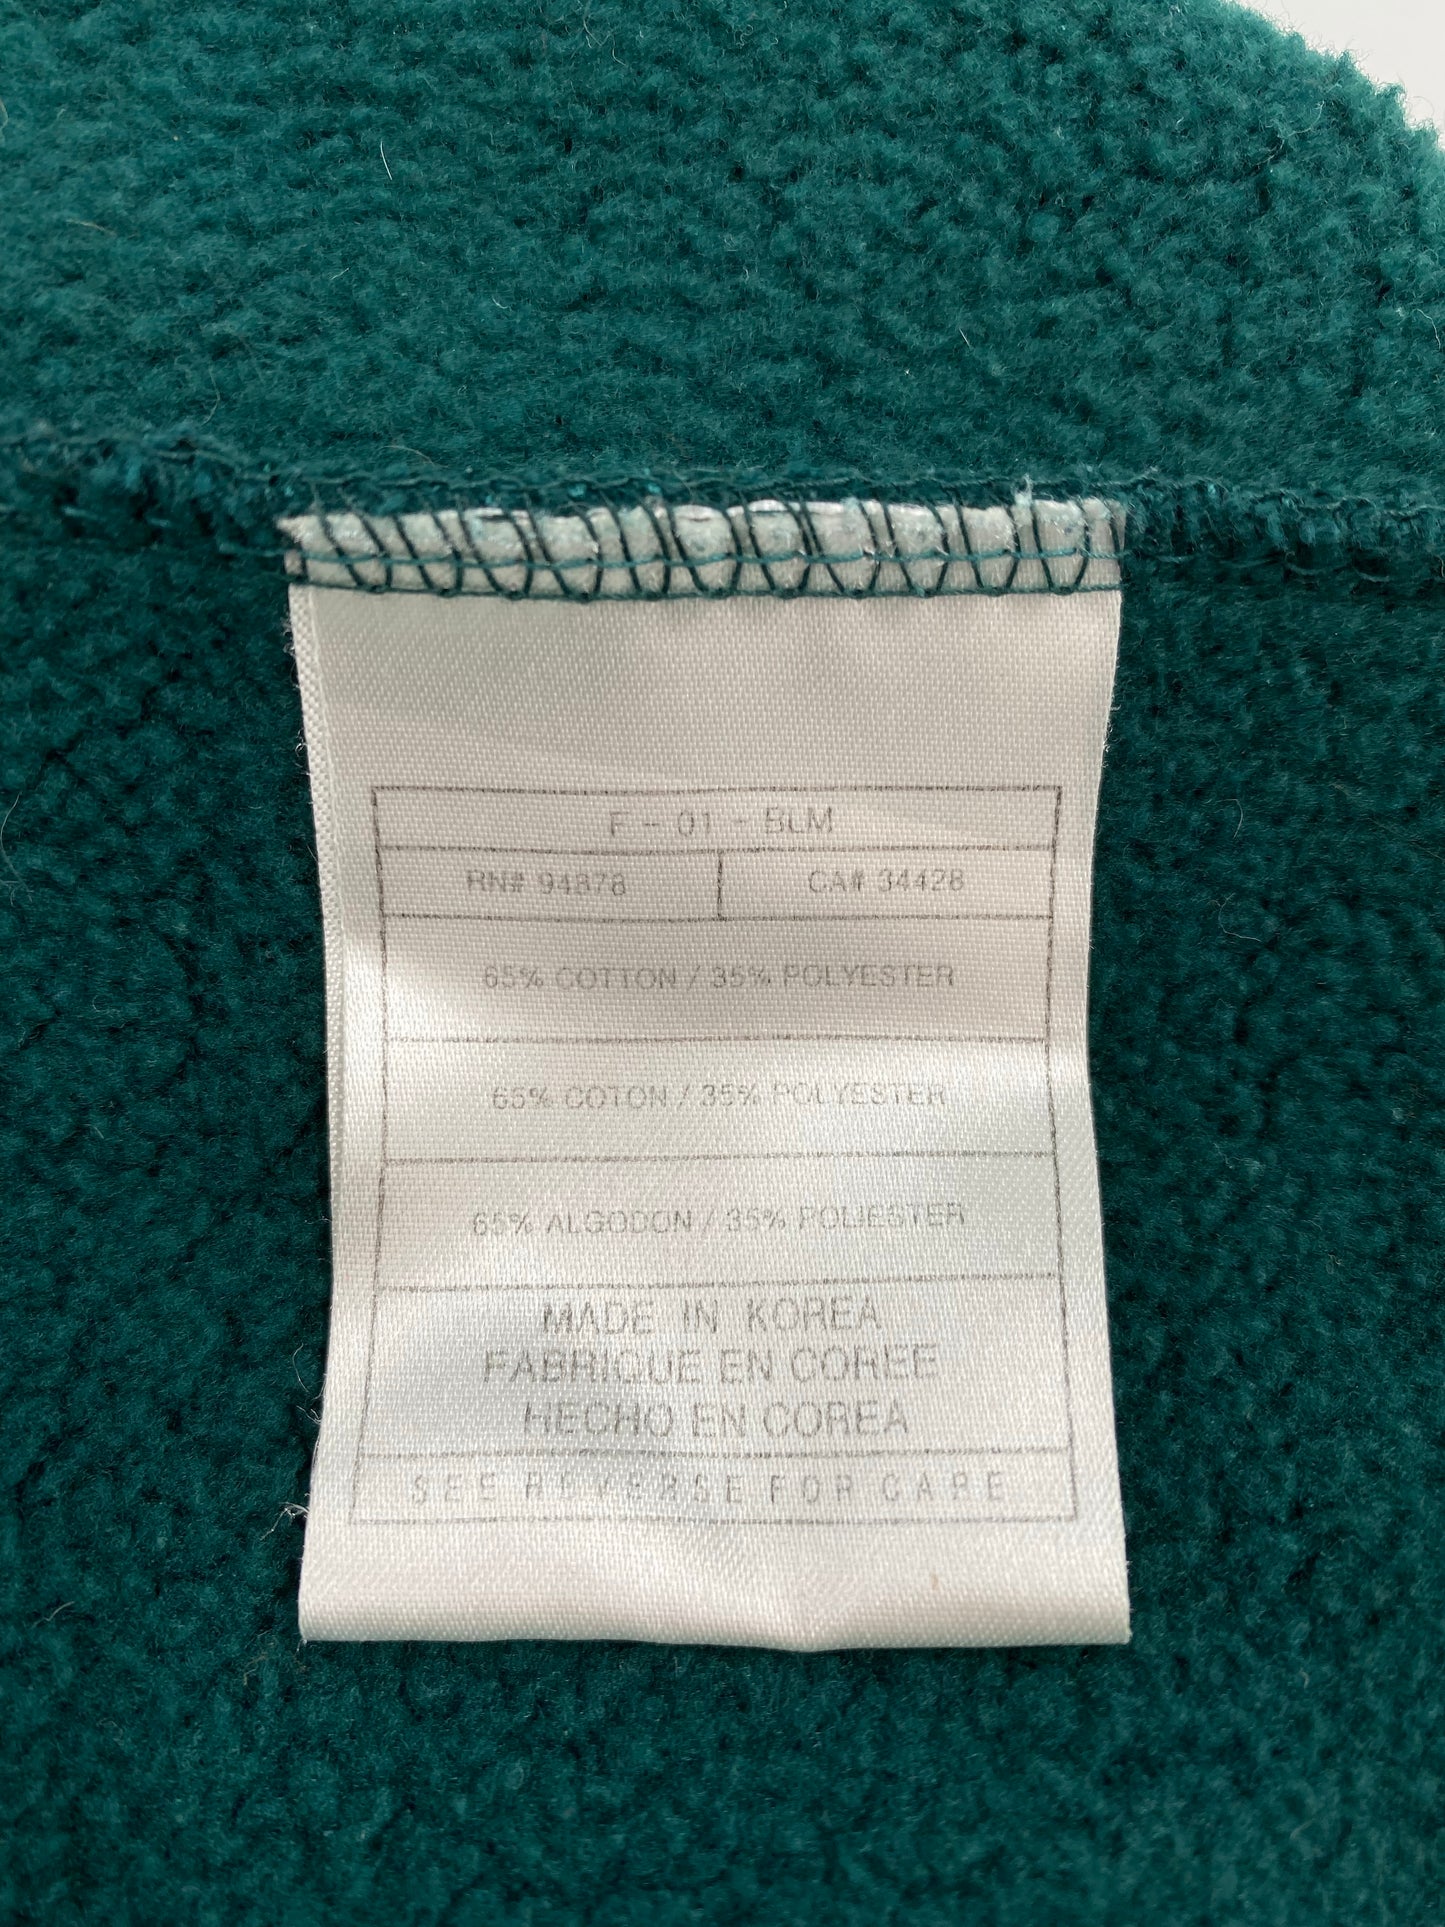 F - 01 - BLM
RN# 94878 CA# 34428
65% COTTON / 35% POLYESTER
65% COTON / 35% POLYESTER
65% ALGODON / 35% POLIESTER
MADE IN KOREA
FABRIQUE EN COREE
HECHO EN COREA
SEE REVERSE FOR CARE